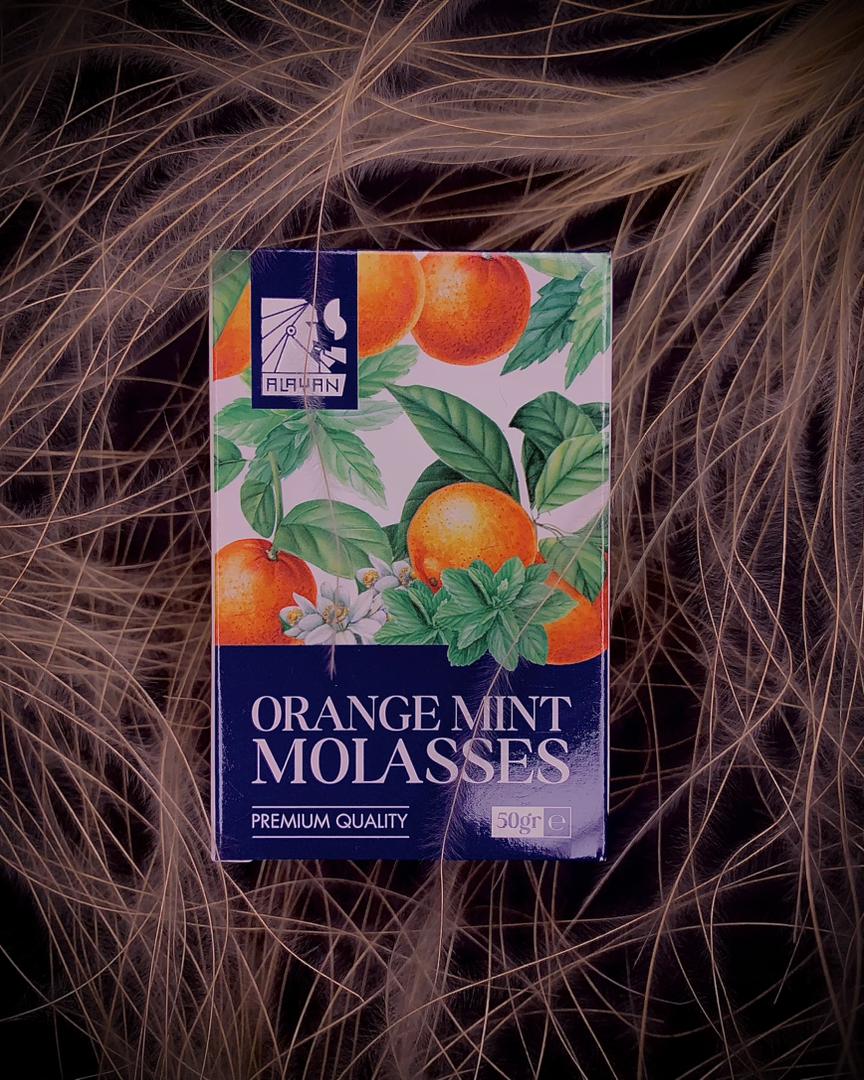 ALAYAN
ORANGE MINT
MOLASSES
PREMIUM QUALITY
50gr e